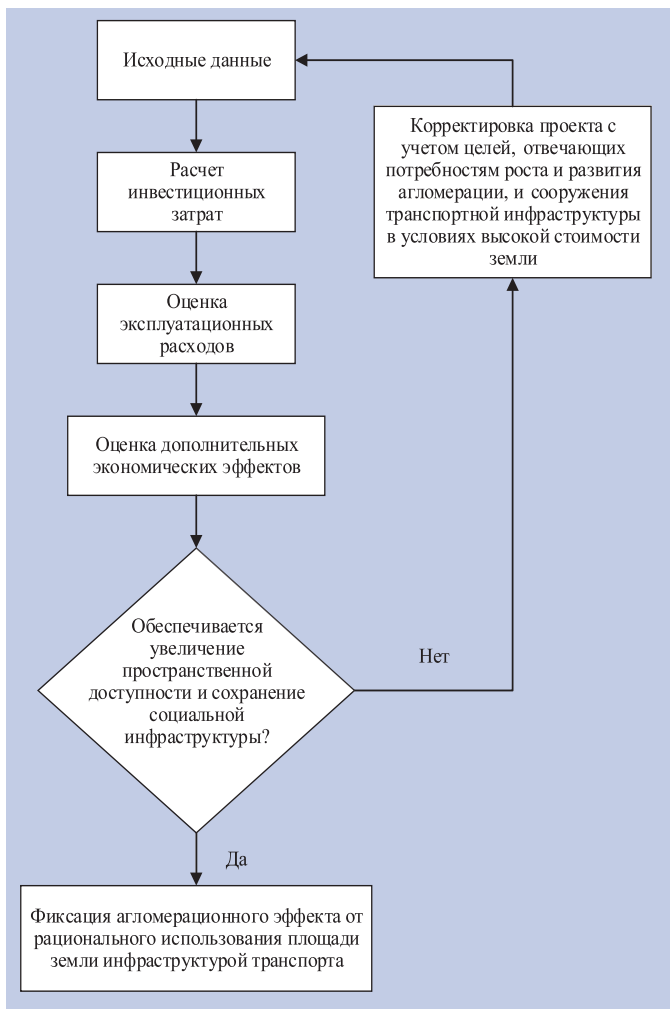 Исходные данные
Расчет
инвестиционных
затрат
Оценка
эксплуатационных
расходов
Оценка дополнительных
экономических эффектов
Обеспечивается
увеличение
пространственной
доступности и сохранение
социальной
инфраструктуры?
Нет
Корректировка проекта с
учетом целей, отвечающих
потребностям роста и развития
агломерации, и сооружения
транспортной инфраструктуры
в условиях высокой стоимости
земли
Да
Фиксация агломерационного эффекта от
рационального использования площади
земли инфраструктурой транспорта